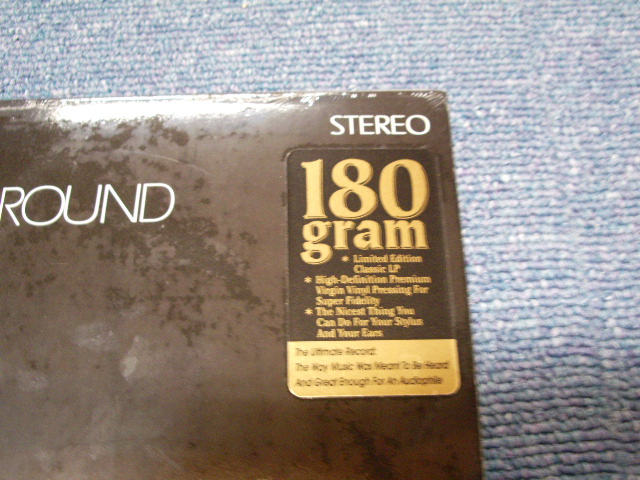 STEREO
ROUND
180
gram
* Limited Edition
Classic LP
* High-Definition Premium
Virgin Vinyl Pressing For
Super Fidelity
* The Nicest Thing You
Can Do For Your Stylus
And Your Ears
The Ultimate Record:
The Way Music Was Meant To Be Heard
And Great Enough For An Audiophile